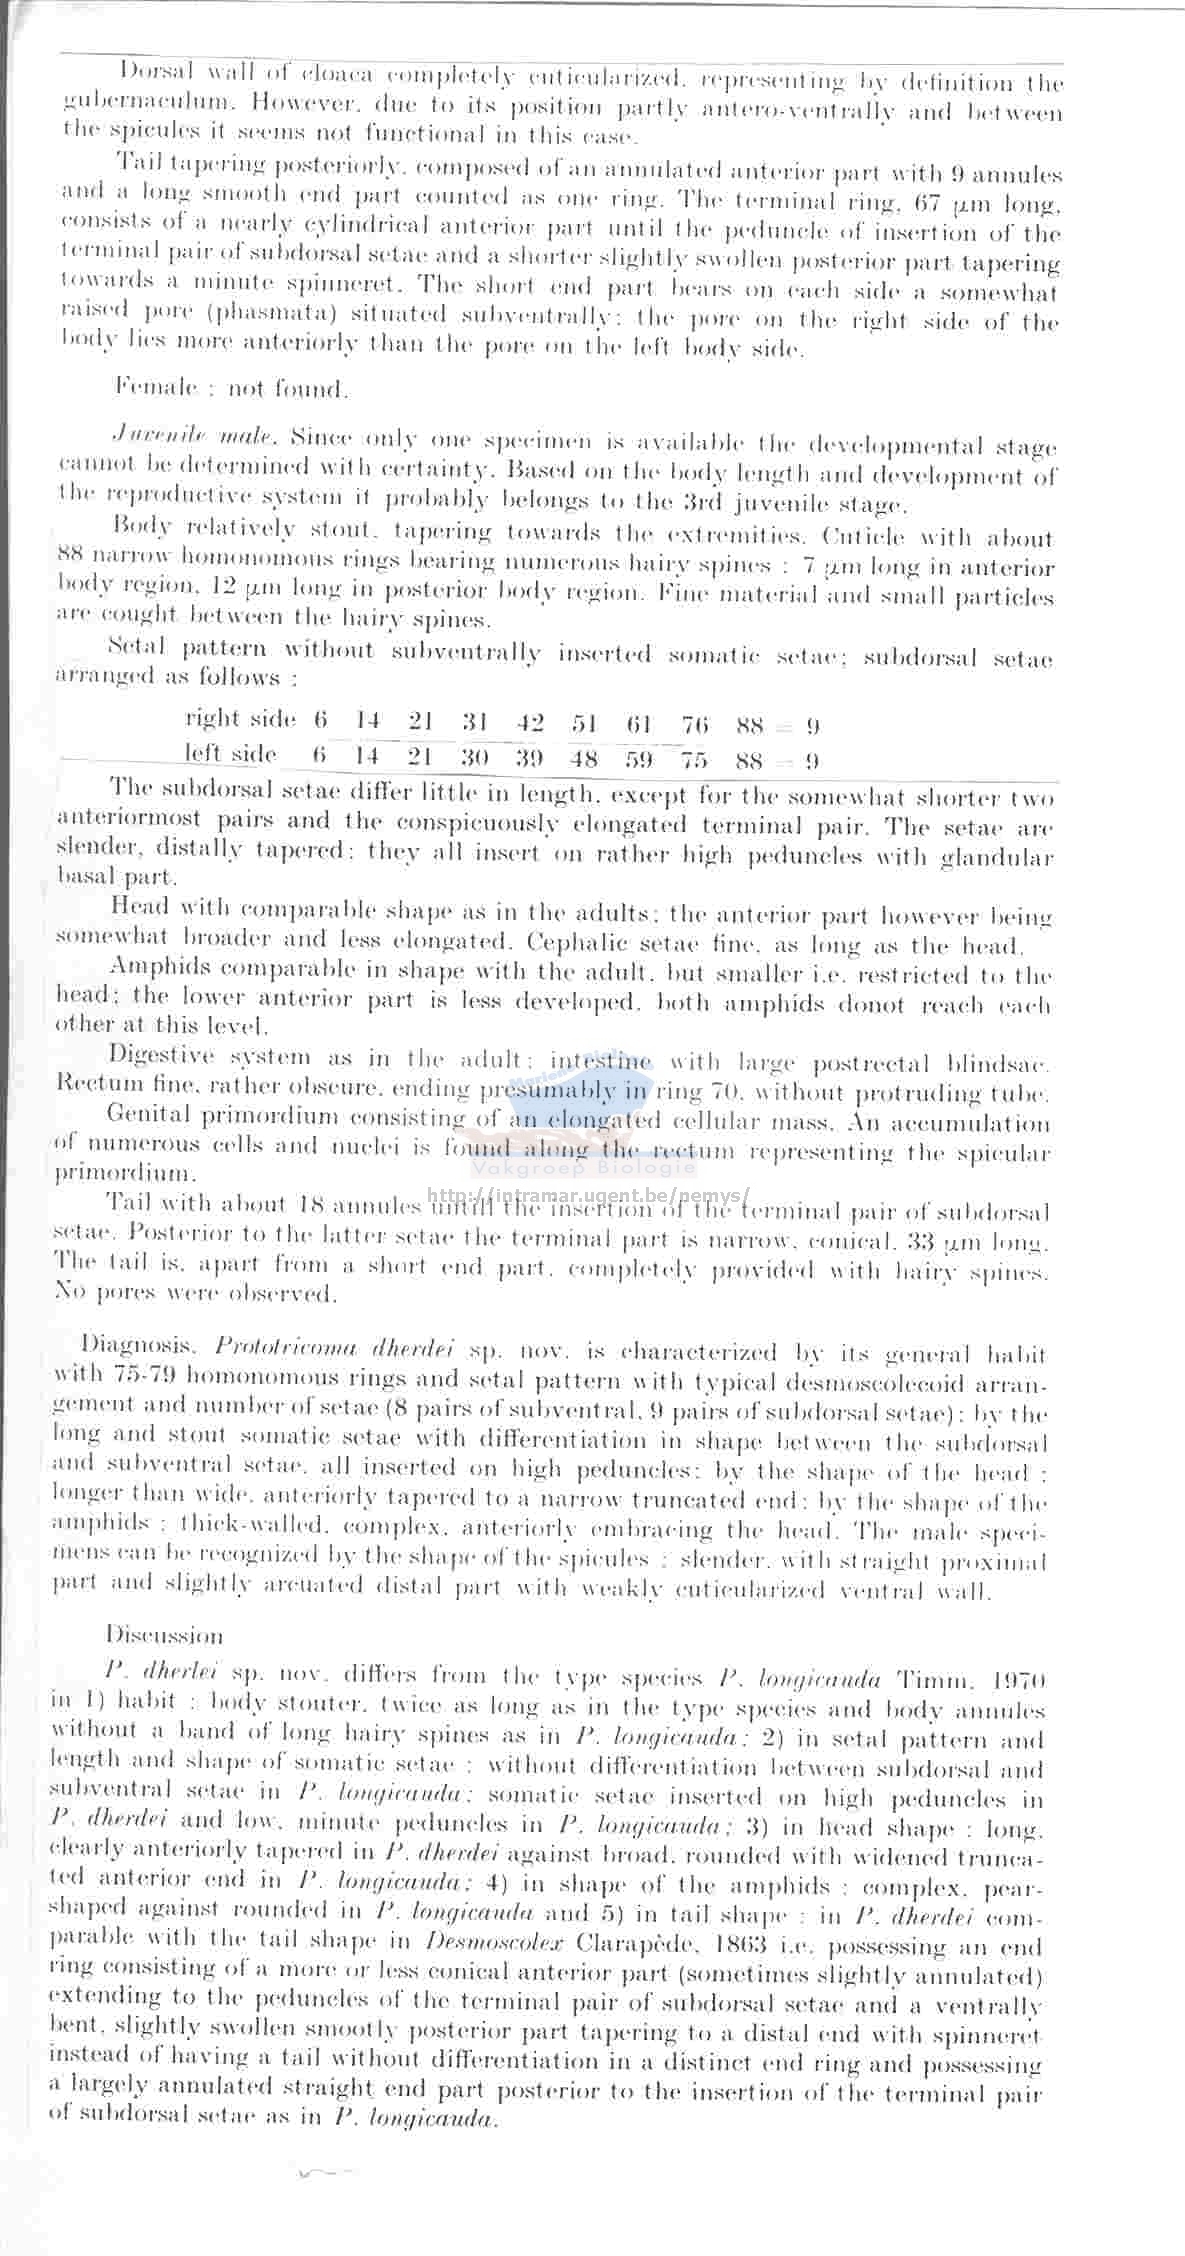 Dorsal wall of cloaca completely cuticularized, representing by definition the
gubernaculum. However, due to its position partly antero-ventrally and between
the spicules it seems not functional in this case.
Tail tapering posteriorly, composed of an annulated anterior part with 9 annules
and a long smooth end part counted as one ring. The terminal ring, 67 μm long,
consists of a nearly cylindrical anterior part until the peduncle of insertion of the
terminal pair of subdorsal setae and a shorter slightly swollen posterior part tapering
towards a minute spinneret. The short end part bears on each side a somewhat
raised pore (phasmata) situated subventrally; the pore on the right side of the
body lies more anteriorly than the pore on the left body side.
Female : not found.
Juvenile male. Since only one specimen is available the developmental stage
cannot be determined with certainty. Based on the body length and development of
the reproductive system it probably belongs to the 3rd juvenile stage.
Body relatively stout, tapering towards the extremities. Cuticle with about
88 narrow homonomous rings bearing numerous hairy spines : 7 μm long in anterior
body region, 12 μm long in posterior body region. Fine material and small particles
are cought between the hairy spines.
Setal pattern without subventrally inserted somatic setae; subdorsal setae
arranged as follows :
right side 6 14 21 31 42 51 61 76 88 = 9
left side 6 14 21 30 39 48 59 75 88 = 9
The subdorsal setae differ little in length, except for the somewhat shorter two
anteriormost pairs and the conspicuously elongated terminal pair. The setae are
slender, distally tapered; they all insert on rather high peduncles with glandular
basal part.
Head with comparable shape as in the adults; the anterior part however being
somewhat broader and less elongated. Cephalic setae fine, as long as the head.
Amphids comparable in shape with the adult, but smaller i.e. restricted to the
head; the lower anterior part is less developed, both amphids donot reach each
other at this level.
Digestive system as in the adult; intestine with large postrectal blindsac.
Rectum fine, rather obscure, ending presumably in ring 70, without protruding tube.
Genital primordium consisting of an elongated cellular mass. An accumulation
of numerous cells and nuclei is found along the rectum representing the spicular
primordium.
Vakgroep Biologie
http://intramar.ugent.be/nemys/
Tail with about 18 annules untill the insertion of the terminal pair of subdorsal
setae. Posterior to the latter setae the terminal part is narrow, conical, 33 μm long.
The tail is, apart from a short end part, completely provided with hairy spines.
No pores were observed.
Diagnosis. Prototricoma dherdei sp. nov. is characterized by its general habit
with 75-79 homonomous rings and setal pattern with typical desmoscolecoid arran-
gement and number of setae (8 pairs of subventral, 9 pairs of subdorsal setae); by the
long and stout somatic setae with differentiation in shape between the subdorsal
and subventral setae, all inserted on high peduncles; by the shape of the head :
longer than wide, anteriorly tapered to a narrow truncated end; by the shape of the
amphids : thick-walled, complex, anteriorly embracing the head. The male speci-
mens can be recognized by the shape of the spicules : slender, with straight proximal
part and slightly arcuated distal part with weakly cuticularized ventral wall.
Discussion
P. dherlei sp. nov. differs from the type species P. longicauda Timm, 1970
in 1) habit : body stouter, twice as long as in the type species and body annules
without a band of long hairy spines as in P. longicauda; 2) in setal pattern and
length and shape of somatic setae : without differentiation between subdorsal and
subventral setae in P. longicauda; somatic setae inserted on high peduncles in
P. dherdei and low, minute peduncles in P. longicauda; 3) in head shape : long,
clearly anteriorly tapered in P. dherdei against broad, rounded with widened trunca-
ted anterior end in P. longicauda; 4) in shape of the amphids : complex, pear-
shaped against rounded in P. longicauda and 5) in tail shape : in P. dherdei com-
parable with the tail shape in Desmoscolex Clarapède, 1863 i.e. possessing an end
ring consisting of a more or less conical anterior part (sometimes slightly annulated)
extending to the peduncles of the terminal pair of subdorsal setae and a ventrally
bent, slightly swollen smootly posterior part tapering to a distal end with spinneret
instead of having a tail without differentiation in a distinct end ring and possessing
a largely annulated straight end part posterior to the insertion of the terminal pair
of subdorsal setae as in P. longicauda.